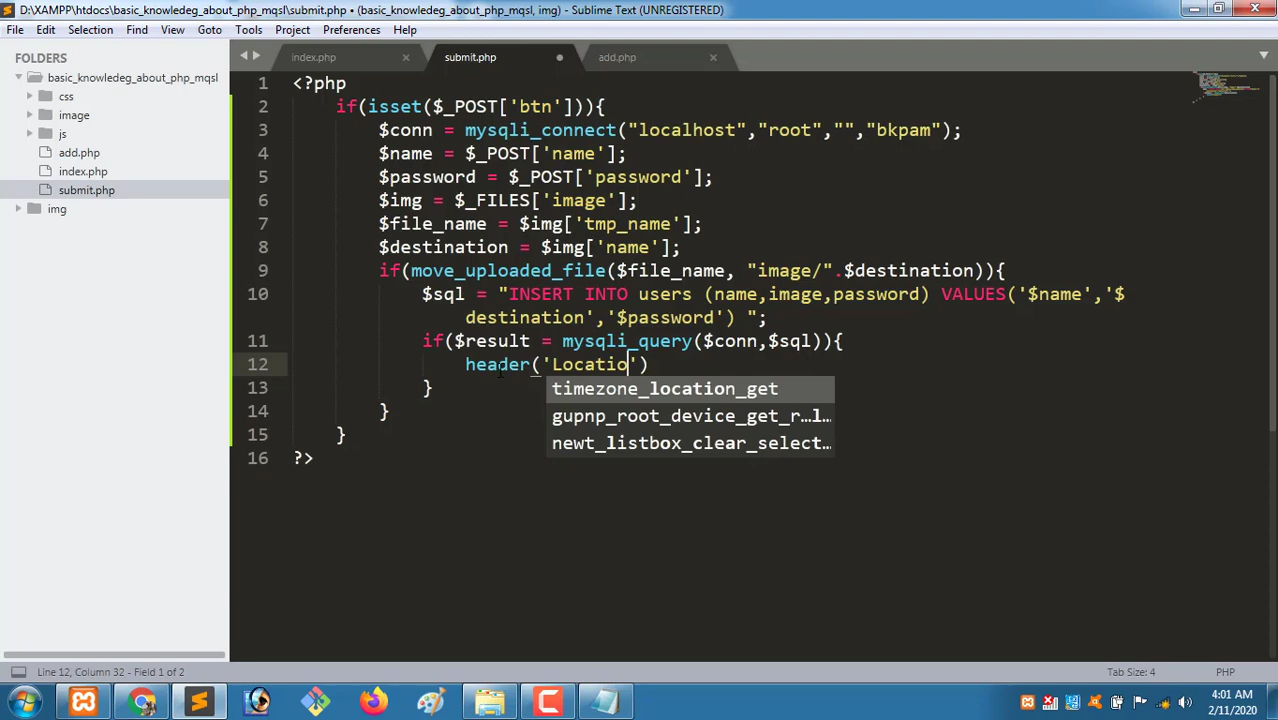 D:\XAMPP\htdocs\basic_knowledeg_about_php_mqsl\submit.php • (basic_knowledeg_about_php_mqsl, img) - Sublime Text (UNREGISTERED)
File Edit Selection Find View Goto Tools Project Preferences Help
FOLDERS
basic_knowledeg_about_php_mqsl
css
image
js
add.php
index.php
submit.php
img
index.php submit.php add.php
1 <?php
2 if(isset($_POST['btn'])){
3 $conn = mysqli_connect("localhost","root","","bkpam");
4 $name = $_POST['name'];
5 $password = $_POST['password'];
6 $img = $_FILES['image'];
7 $file_name = $img['tmp_name'];
8 $destination = $img['name'];
9 if(move_uploaded_file($file_name, "image/".$destination)){
10 $sql = "INSERT INTO users (name,image,password) VALUES('$name','$
destination','$password') ";
11 if($result = mysqli_query($conn,$sql)){
12 header('Locatio')
timezone_location_get
gupnp_root_device_get_r…l…
newt_listbox_clear_select…
13 }
14 }
15 }
16 ?>
Line 12, Column 32 - Field 1 of 2
Tab Size: 4 PHP
4:01 AM
2/11/2020